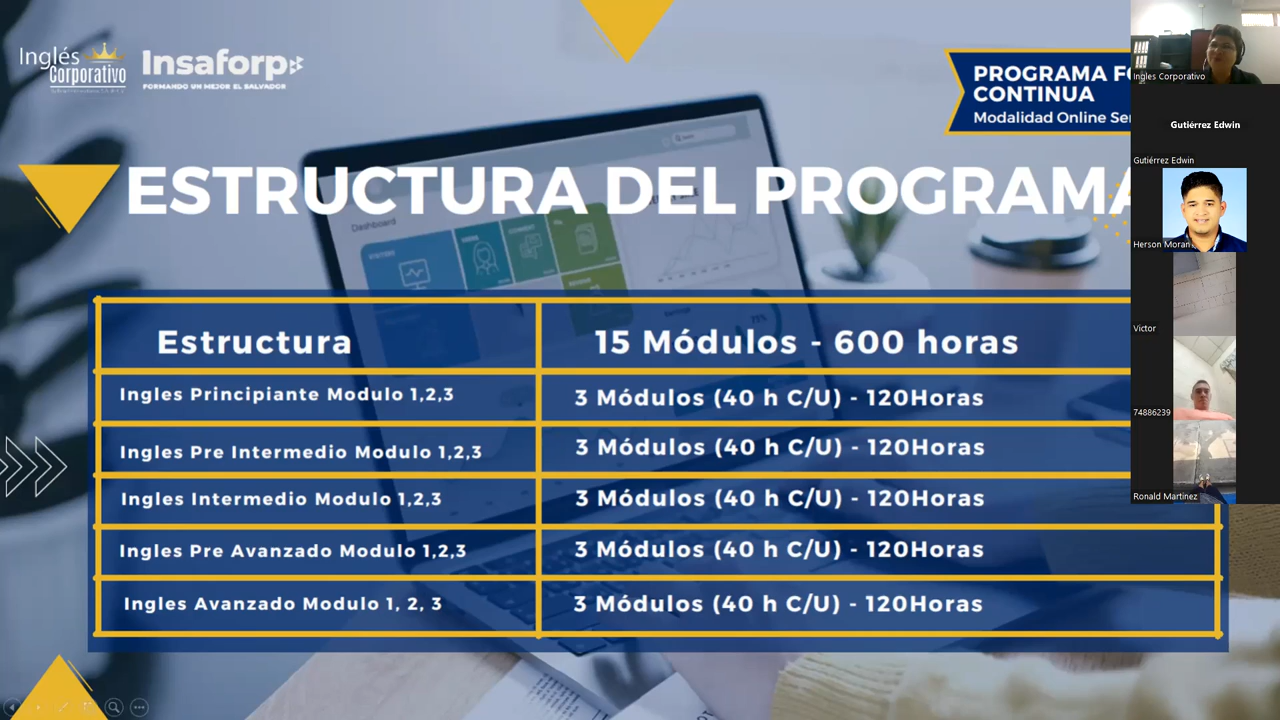 Inglés
Corporativo
Insaforp
FORMANDO UN MEJOR EL SALVADOR
PROGRAMA
CONTINUA
Modalidad Online
ESTRUCTURA DEL PROGRAMA
Dashboard
Estructura
15 Módulos - 600 horas
Ingles Principiante Modulo 1,2,3
3 Módulos (40 h C/U) - 120Horas
Ingles Pre Intermedio Modulo 1,2,3
3 Módulos (40 h C/U) - 120Horas
Ingles Intermedio Modulo 1,2,3
3 Módulos (40 h C/U) - 120Horas
Ingles Pre Avanzado Modulo 1,2,3
3 Módulos (40 h C/U) - 120Horas
Ingles Avanzado Modulo 1, 2, 3
3 Módulos (40 h C/U) - 120Horas
Ingles Corporativo
Gutiérrez Edwin
Gutiérrez Edwin
Herson Moran
Victor
74886239
Ronald Martinez